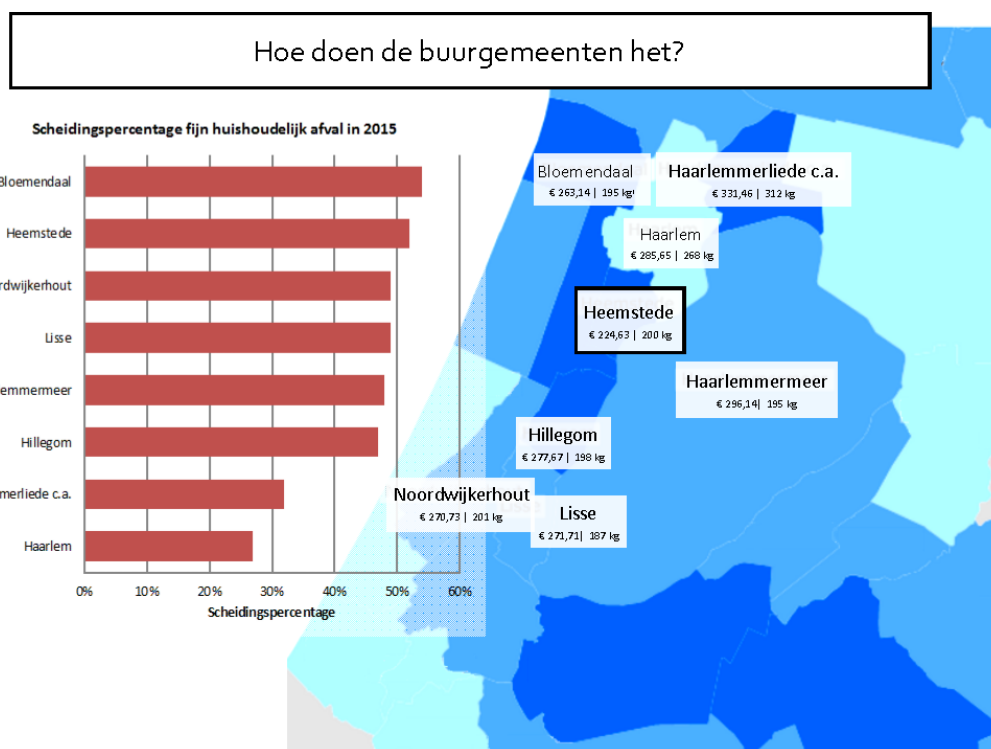 Hoe doen de buurgemeenten het?
Scheidingspercentage fijn huishoudelijk afval in 2015
Bloemendaal
Heemstede
rdwijkerhout
Lisse
emmermeer
Hillegom
merliede c.a.
Haarlem
0% 10% 20% 30% 40% 50% 60%
Scheidingspercentage
Bloemendaal
€ 263,14 | 195 kg
Haarlemmerliede c.a.
€ 331,46 | 312 kg
Haarlem
€ 285,65 | 268 kg
Heemstede
€ 224,63 | 200 kg
Haarlemmermeer
€ 296,14| 195 kg
Hillegom
€ 277,67 | 198 kg
Noordwijkerhout
€ 270,73 | 201 kg
Lisse
€ 271,71| 187 kg